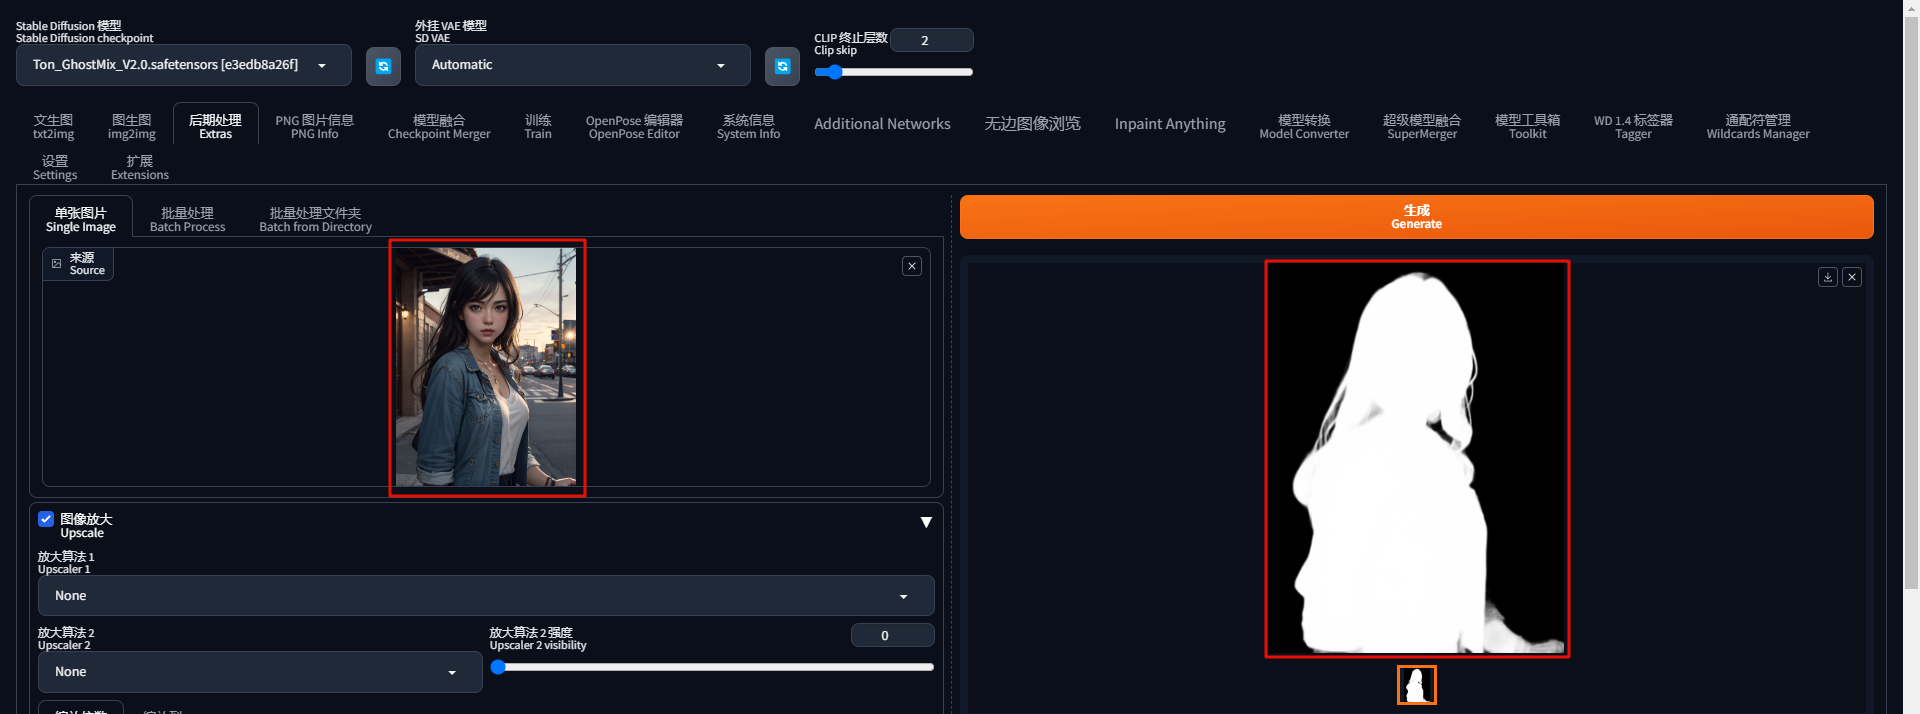 Stable Diffusion 模型
Stable Diffusion checkpoint
Ton_GhostMix_V2.0.safetensors [e3edb8a26f]
外挂 VAE 模型
SD VAE
Automatic
CLIP 终止层数
Clip skip
2
文生图
txt2img
图生图
img2img
后期处理
Extras
PNG 图片信息
PNG Info
模型融合
Checkpoint Merger
训练
Train
OpenPose 编辑器
OpenPose Editor
系统信息
System Info
Additional Networks
无边图像浏览
Inpaint Anything
模型转换
Model Converter
超级模型融合
SuperMerger
模型工具箱
Toolkit
WD 1.4 标签器
Tagger
通配符管理
Wildcards Manager
设置
Settings
扩展
Extensions
单张图片
Single Image
批量处理
Batch Process
批量处理文件夹
Batch from Directory
来源
Source
生成
Generate
图像放大
Upscale
放大算法 1
Upscaler 1
None
放大算法 2
Upscaler 2
None
放大算法 2 强度
Upscaler 2 visibility
0